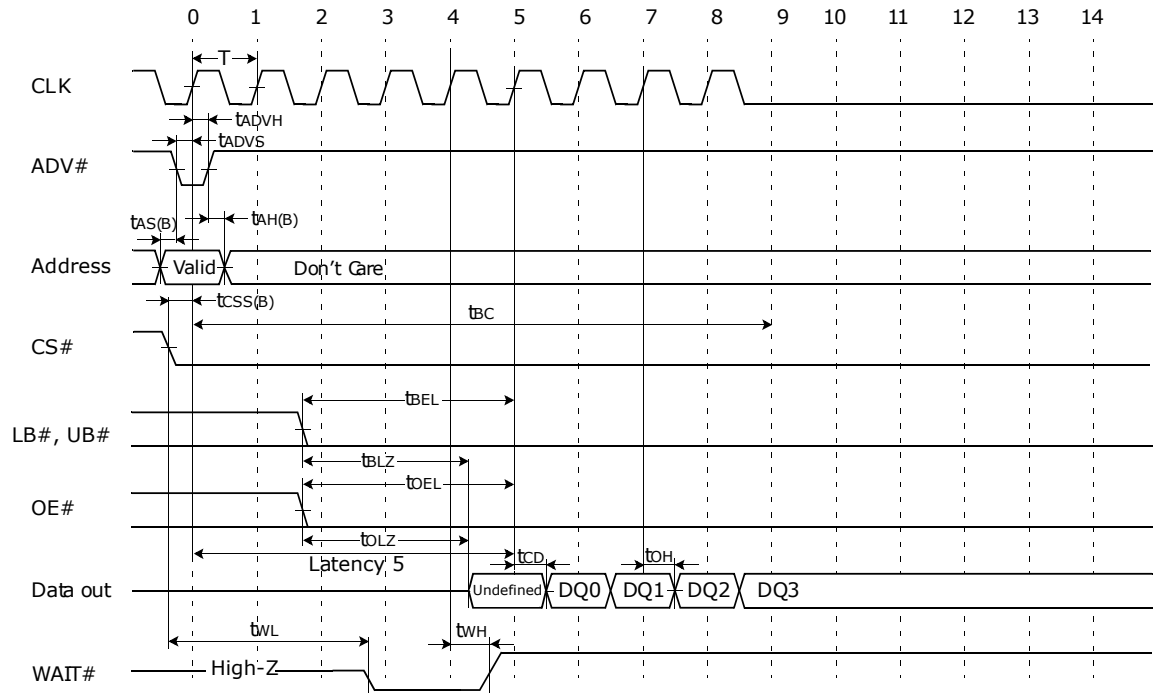 0 1 2 3 4 5 6 7 8 9 10 11 12 13 14
T
CLK
tADVH
tADVS
ADV#
tAS(B) tAH(B)
Address Valid Don't Care
tCSS(B)
tBC
CS#
tBEL
LB#, UB#
tBLZ
tOEL
OE#
tOLZ
Latency 5 tCD tOH
Data out Undefined DQ0 DQ1 DQ2 DQ3
tWL tWH
WAIT# High-Z